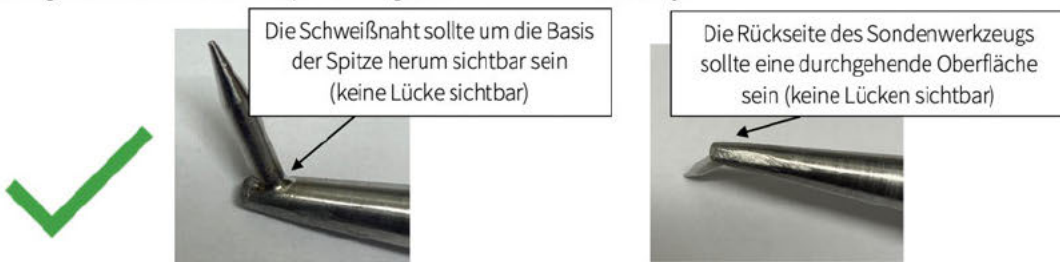 Die Schweißnaht sollte um die Basis
der Spitze herum sichtbar sein
(keine Lücke sichtbar)
Die Rückseite des Sondenwerkzeugs
sollte eine durchgehende Oberfläche
sein (keine Lücken sichtbar)